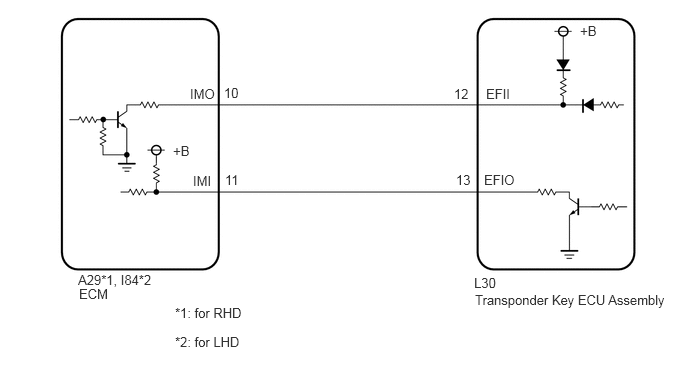 +B
IMO 10 12 EFII
+B
IMI 11 13 EFIO
A29*1, I84*2
ECM
L30
Transponder Key ECU Assembly
*1: for RHD
*2: for LHD